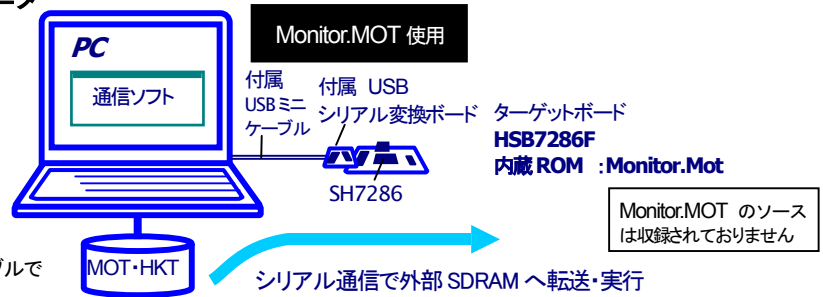 PC
通信ソフト
Monitor.MOT 使用
付属
USBミニ
ケーブル
付属 USB
シリアル変換ボード
ターゲットボード
HSB7286F
内蔵 ROM :Monitor.Mot
SH7286
Monitor.MOT のソース
は収録されておりません
MOT・HKT
ブルで
シリアル通信で外部 SDRAM へ転送・実行